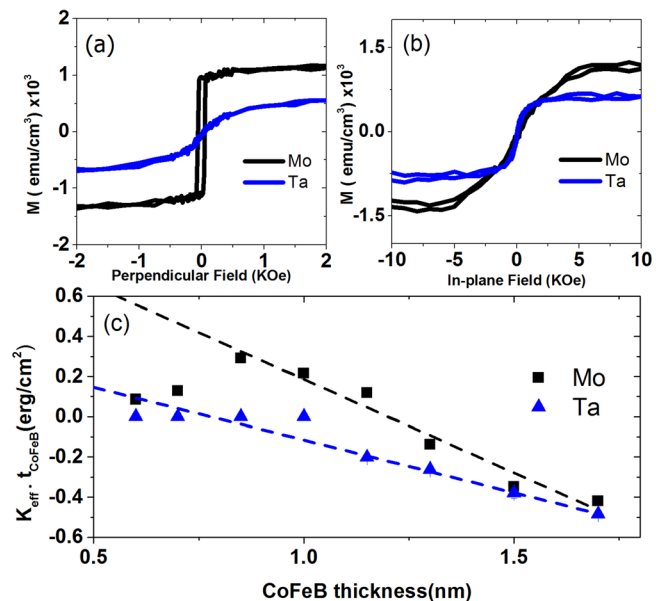 (a)
M ( emu/cm³) x10³
2
1
0
-1
-2
Mo
Ta
-2 -1 0 1 2
Perpendicular Field (KOe)
(b)
M ( emu/cm³) x10³
1.5
0.0
-1.5
Mo
Ta
-10 -5 0 5 10
In-plane Field (KOe)
(c)
K_eff · t_CoFeB(erg/cm²)
0.6
0.4
0.2
0.0
-0.2
-0.4
-0.6
Mo
Ta
0.5 1.0 1.5
CoFeB thickness(nm)